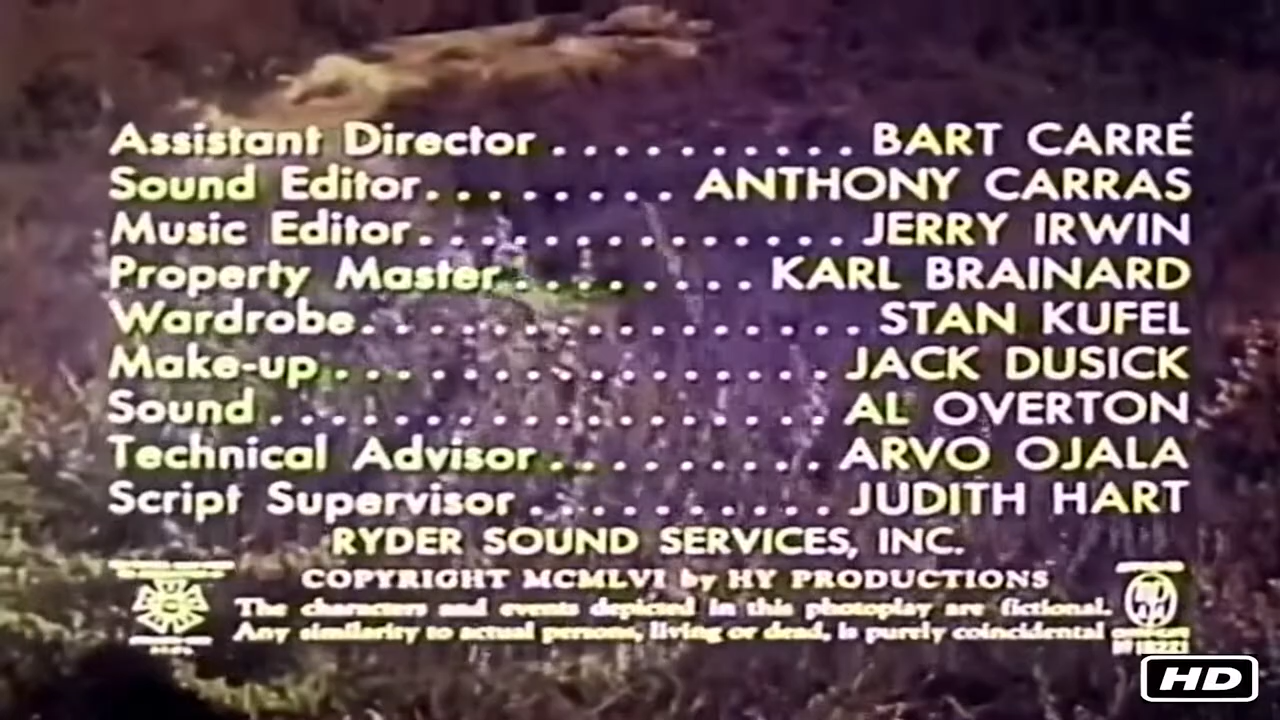 Assistant Director .......... BART CARRÉ
Sound Editor........ ANTHONY CARRAS
Music Editor............... JERRY IRWIN
Property Master......... KARL BRAINARD
Wardrobe.................. STAN KUFEL
Make-up ................. JACK DUSICK
Sound ................... AL OVERTON
Technical Advisor.......... ARVO OJALA
Script Supervisor ........... JUDITH HART
RYDER SOUND SERVICES, INC.
COPYRIGHT MCMLVI by HY PRODUCTIONS
The characters and events depicted in this photoplay are fictional.
Any similarity to actual persons, living or dead, is purely coincidental
HD